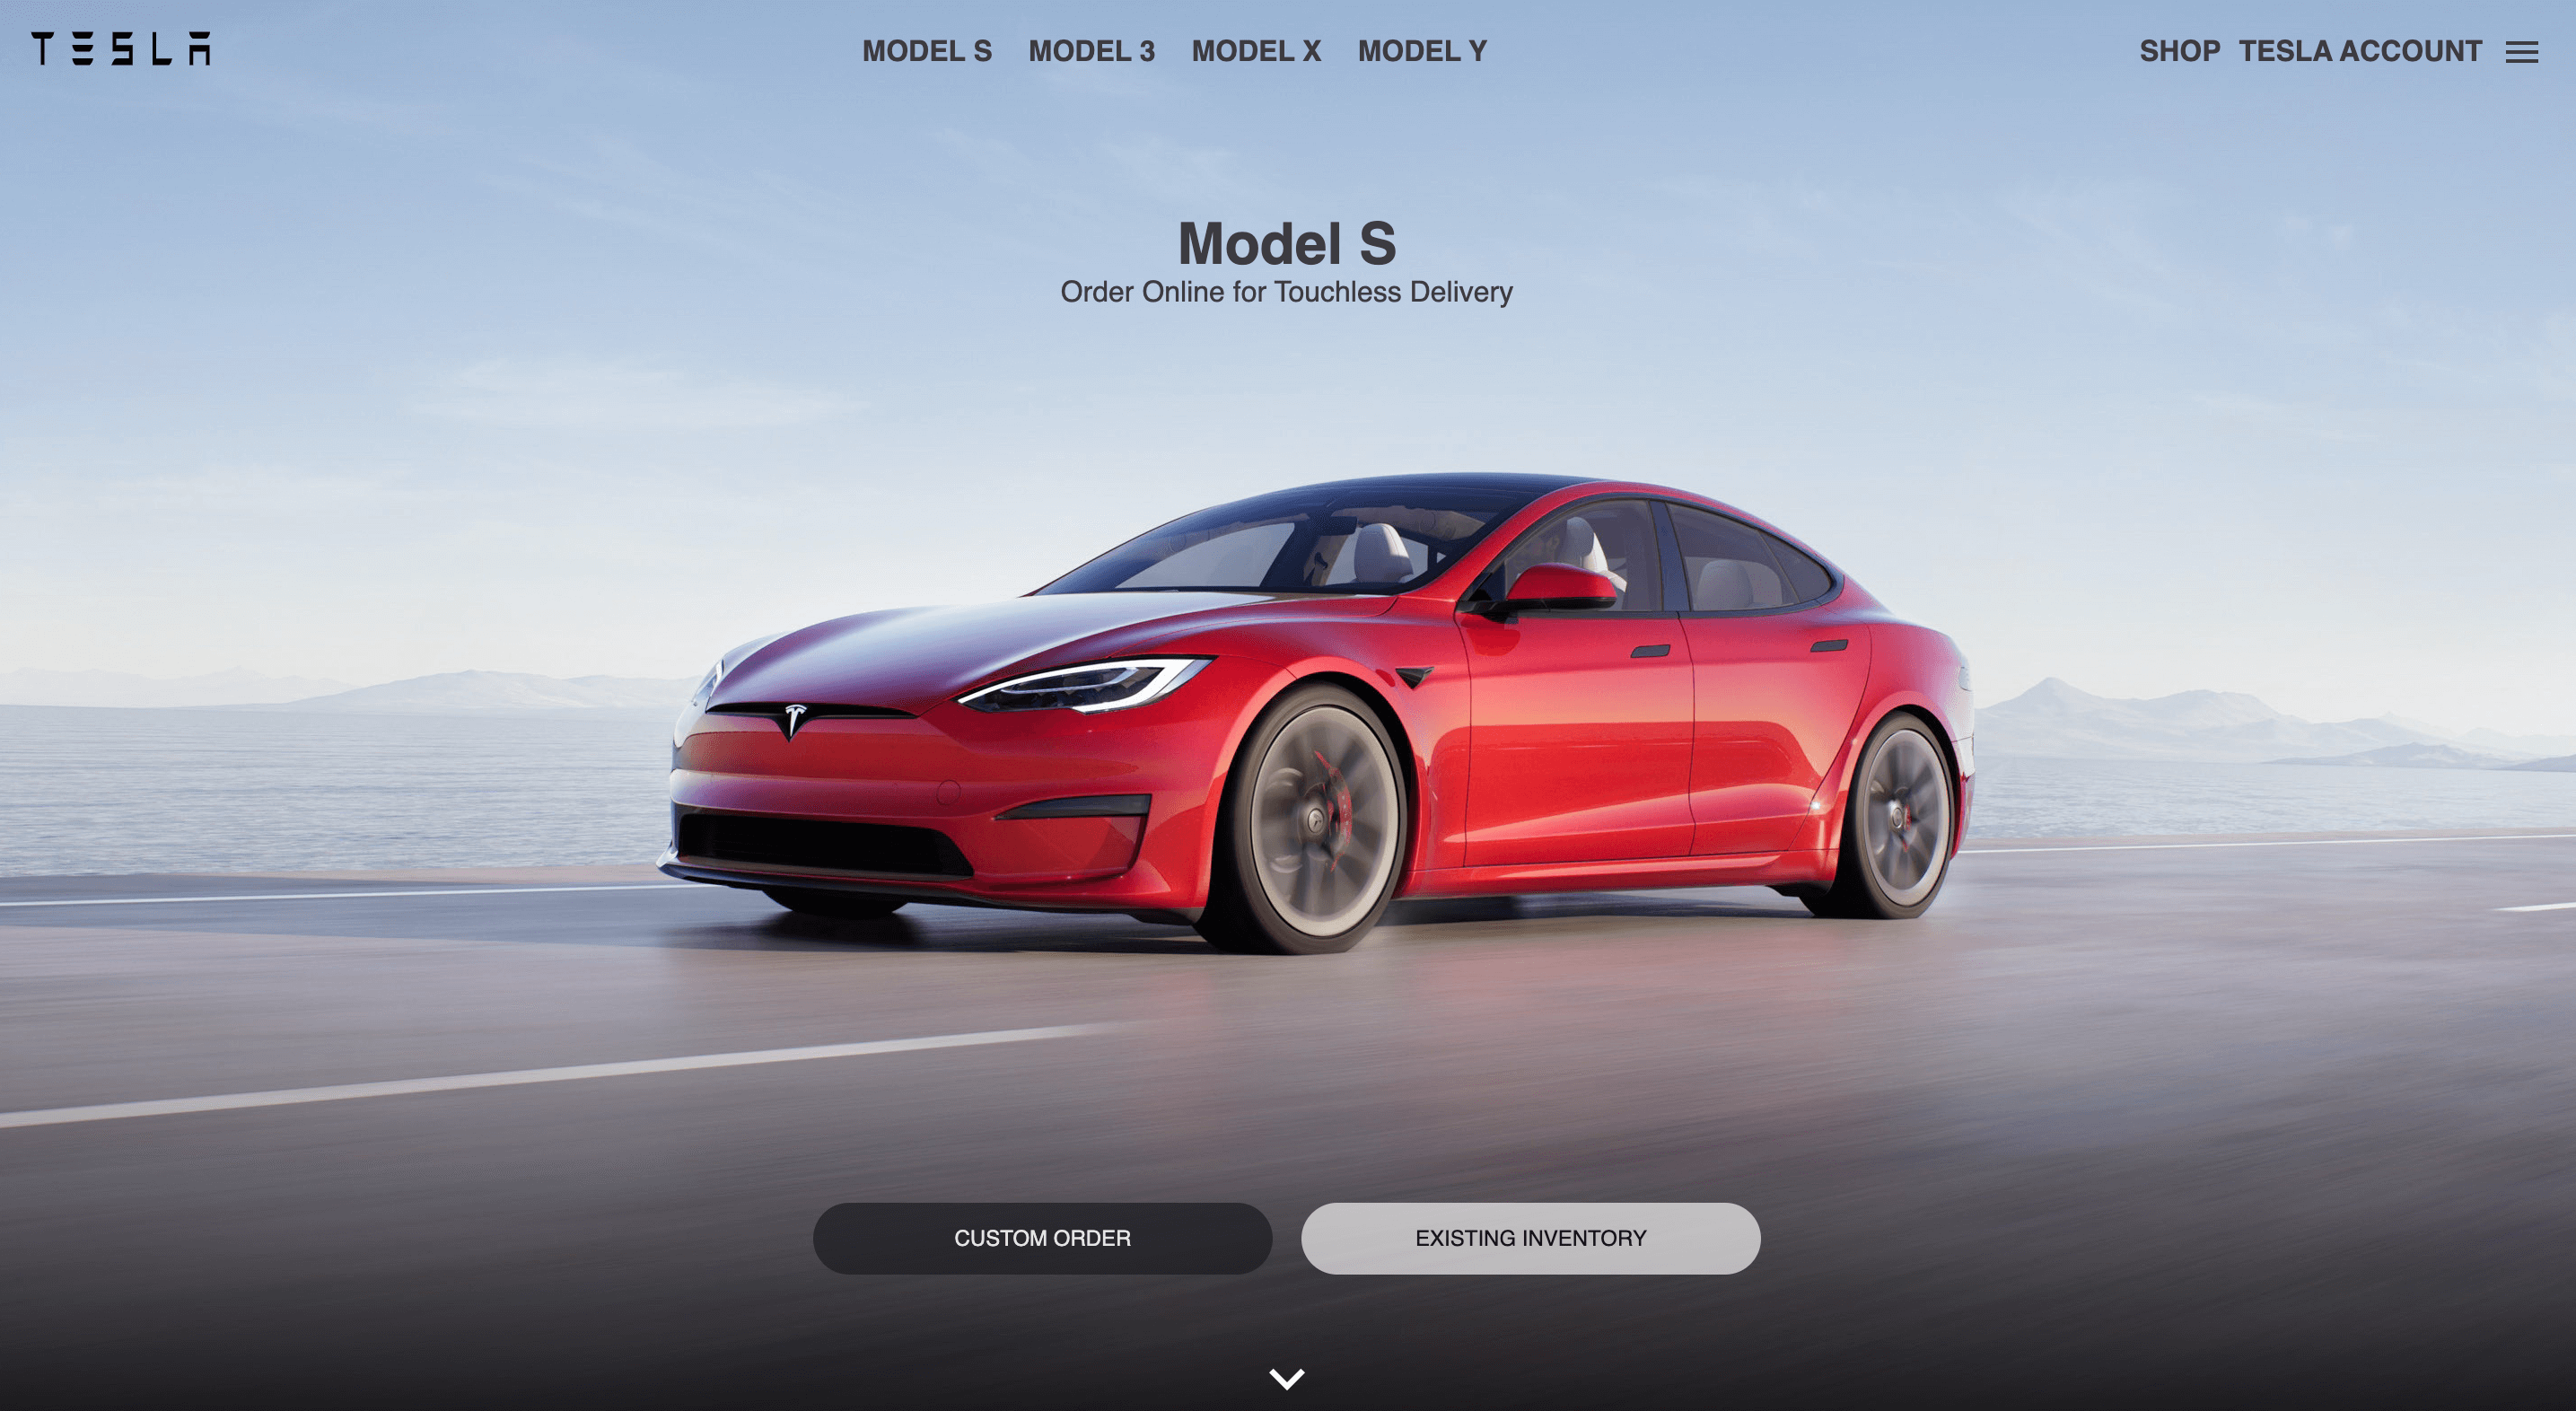 TESLA
MODEL S MODEL 3 MODEL X MODEL Y
SHOP TESLA ACCOUNT
Model S
Order Online for Touchless Delivery
CUSTOM ORDER
EXISTING INVENTORY